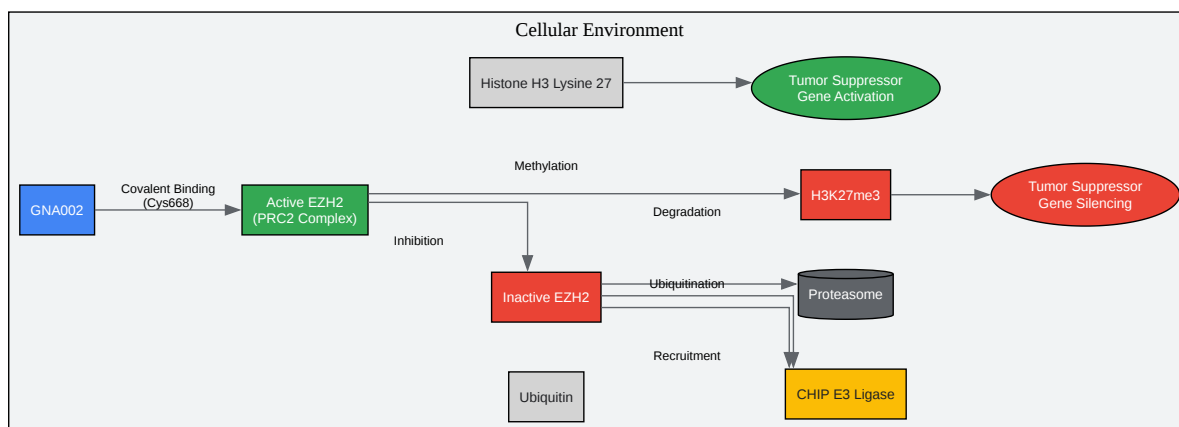 Cellular Environment
Histone H3 Lysine 27
Tumor Suppressor
Gene Activation
GNA002
Covalent Binding
(Cys668)
Active EZH2
(PRC2 Complex)
Methylation
Degradation
H3K27me3
Tumor Suppressor
Gene Silencing
Inhibition
Inactive EZH2
Ubiquitination
Proteasome
Recruitment
Ubiquitin
CHIP E3 Ligase